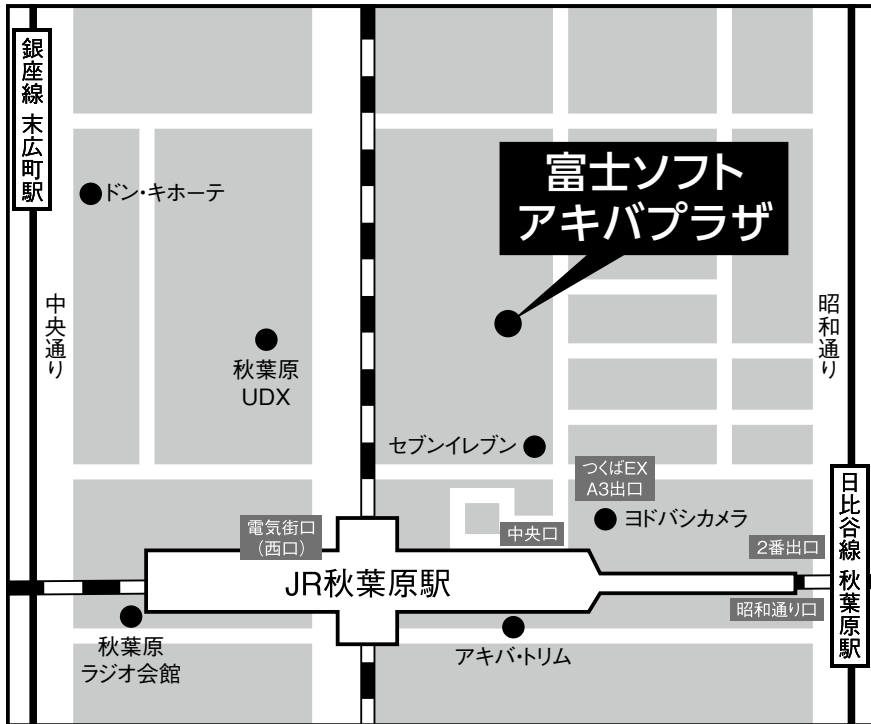 銀座線 末広町駅
ドン・キホーテ
富士ソフト
アキバプラザ
中央通り
昭和通り
秋葉原
UDX
セブンイレブン
つくばEX
A3出口
ヨドバシカメラ
電気街口
(西口)
中央口
2番出口
日比谷線 秋葉原駅
JR秋葉原駅
昭和通り口
秋葉原
ラジオ会館
アキバ・トリム